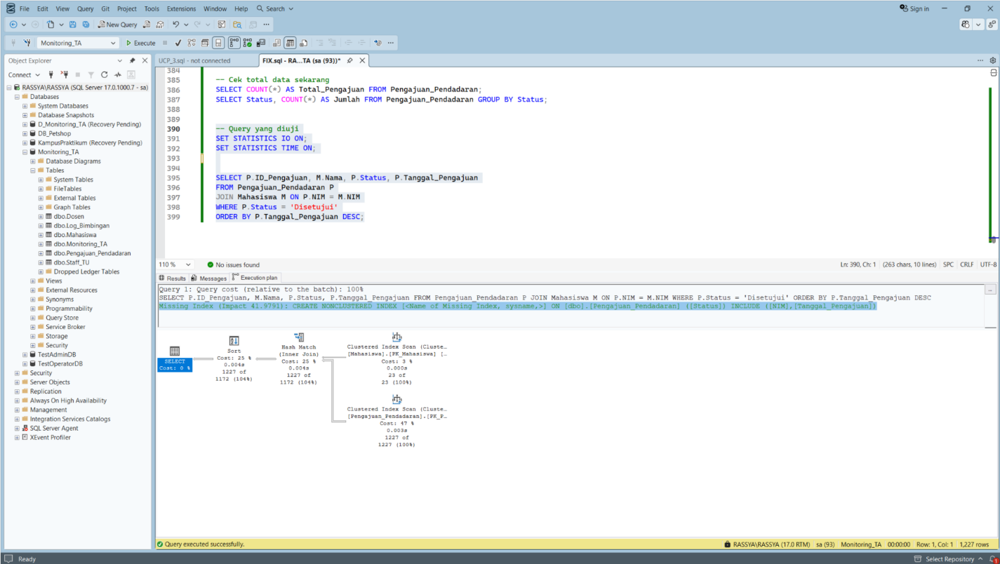 File Edit View Query Git Project Tools Extensions Window Help Search Sign in
New Query
Monitoring_TA Execute
Object Explorer
UCP_3.sql - not connected FIX.sql - RA...TA (sa (93))*
Connect
RASSYA\RASSYA (SQL Server 17.0.1000.7 - sa)
Databases
System Databases
Database Snapshots
D_Monitoring_TA (Recovery Pending)
DB_Petshop
KampusPraktikum (Recovery Pending)
Monitoring_TA
Database Diagrams
Tables
System Tables
FileTables
External Tables
Graph Tables
dbo.Dosen
dbo.Log_Bimbingan
dbo.Mahasiswa
dbo.Monitoring_TA
dbo.Pengajuan_Pendadaran
dbo.Staff_TU
Dropped Ledger Tables
Views
External Resources
Synonyms
Programmability
Query Store
Service Broker
Storage
Security
TestAdminDB
TestOperatorDB
Security
Server Objects
Replication
Always On High Availability
Management
Integration Services Catalogs
SQL Server Agent
XEvent Profiler
384
385 -- Cek total data sekarang
386 SELECT COUNT(*) AS Total_Pengajuan FROM Pengajuan_Pendadaran;
387 SELECT Status, COUNT(*) AS Jumlah FROM Pengajuan_Pendadaran GROUP BY Status;
388
389
390 -- Query yang diuji
391 SET STATISTICS IO ON;
392 SET STATISTICS TIME ON;
393
394
395 SELECT P.ID_Pengajuan, M.Nama, P.Status, P.Tanggal_Pengajuan
396 FROM Pengajuan_Pendadaran P
397 JOIN Mahasiswa M ON P.NIM = M.NIM
398 WHERE P.Status = 'Disetujui'
399 ORDER BY P.Tanggal_Pengajuan DESC;
110 % No issues found Ln: 390, Ch: 1 (263 chars, 10 lines) SPC CRLF UTF-8
Results Messages Execution plan
Query 1: Query cost (relative to the batch): 100%
SELECT P.ID_Pengajuan, M.Nama, P.Status, P.Tanggal_Pengajuan FROM Pengajuan_Pendadaran P JOIN Mahasiswa M ON P.NIM = M.NIM WHERE P.Status = 'Disetujui' ORDER BY P.Tanggal_Pengajuan DESC
Missing Index (Impact 41.9791): CREATE NONCLUSTERED INDEX [<Name of Missing Index, sysname,>] ON [dbo].[Pengajuan_Pendadaran] ([Status]) INCLUDE ([NIM],[Tanggal_Pengajuan])
SELECT
Cost: 0 %
Sort
Cost: 25 %
0.004s
1227 of
1172 (104%)
Hash Match
(Inner Join)
Cost: 25 %
0.004s
1227 of
1172 (104%)
Clustered Index Scan (Cluste...
[Mahasiswa].[PK_Mahasiswa] [...
Cost: 3 %
0.000s
23 of
23 (100%)
Clustered Index Scan (Cluste...
[Pengajuan_Pendadaran].[PK_P...
Cost: 47 %
0.003s
1227 of
1227 (100%)
Query executed successfully. RASSYA\RASSYA (17.0 RTM) sa (93) Monitoring_TA 00:00:00 Row: 1, Col: 1 1,227 rows
Ready Select Repository 1